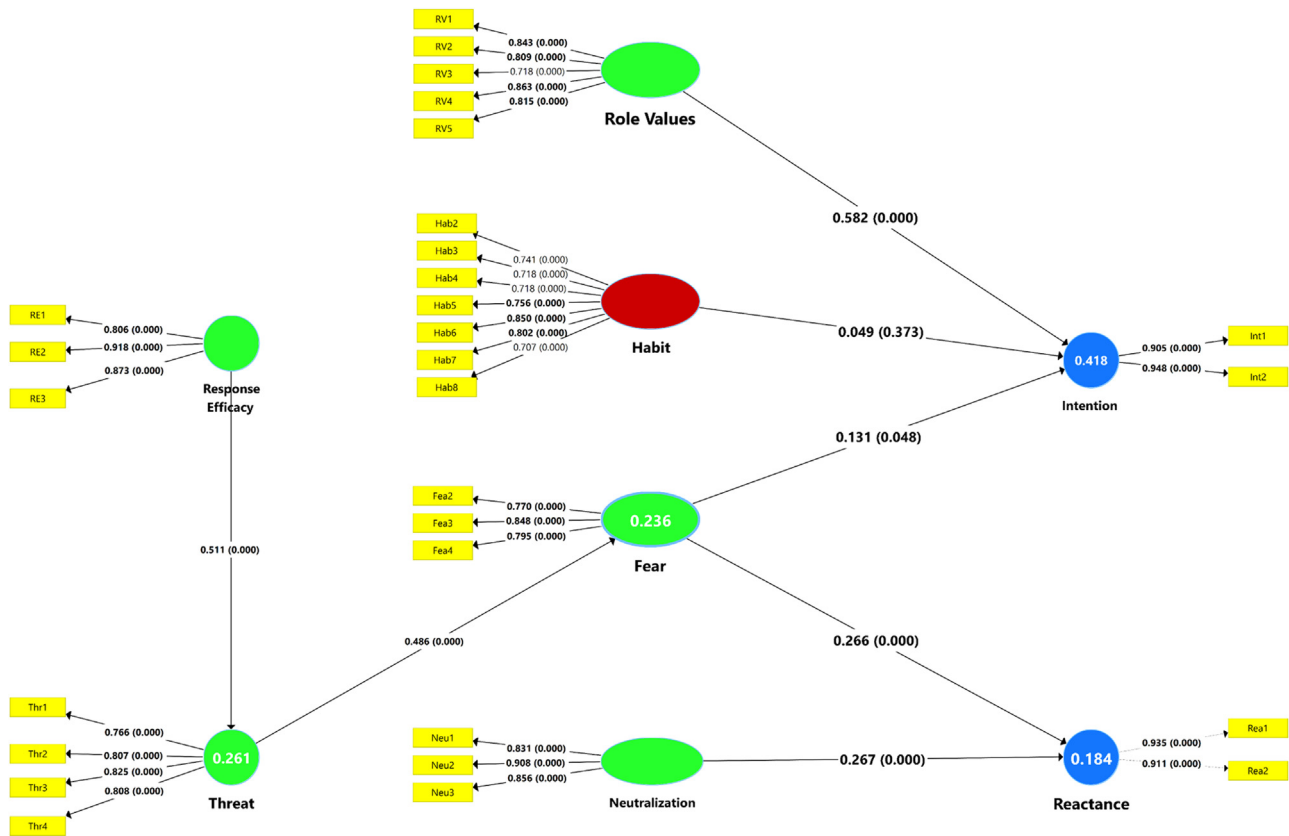 RV1
RV2
RV3
RV4
RV5
0.843 (0.000)
0.809 (0.000)
0.718 (0.000)
0.863 (0.000)
0.815 (0.000)
Role Values
0.582 (0.000)
Hab2
Hab3
Hab4
Hab5
Hab6
Hab7
Hab8
0.741 (0.000)
0.718 (0.000)
0.718 (0.000)
0.756 (0.000)
0.850 (0.000)
0.802 (0.000)
0.707 (0.000)
Habit
0.049 (0.373)
RE1
RE2
RE3
0.806 (0.000)
0.918 (0.000)
0.873 (0.000)
Response
Efficacy
0.418
Intention
0.905 (0.000)
0.948 (0.000)
Int1
Int2
0.131 (0.048)
Fea2
Fea3
Fea4
0.770 (0.000)
0.848 (0.000)
0.795 (0.000)
0.236
Fear
0.511 (0.000)
0.486 (0.000)
0.266 (0.000)
Thr1
Thr2
Thr3
Thr4
0.766 (0.000)
0.807 (0.000)
0.825 (0.000)
0.808 (0.000)
0.261
Threat
Neu1
Neu2
Neu3
0.831 (0.000)
0.908 (0.000)
0.856 (0.000)
Neutralization
0.267 (0.000)
0.184
Reactance
0.935 (0.000)
0.911 (0.000)
Rea1
Rea2